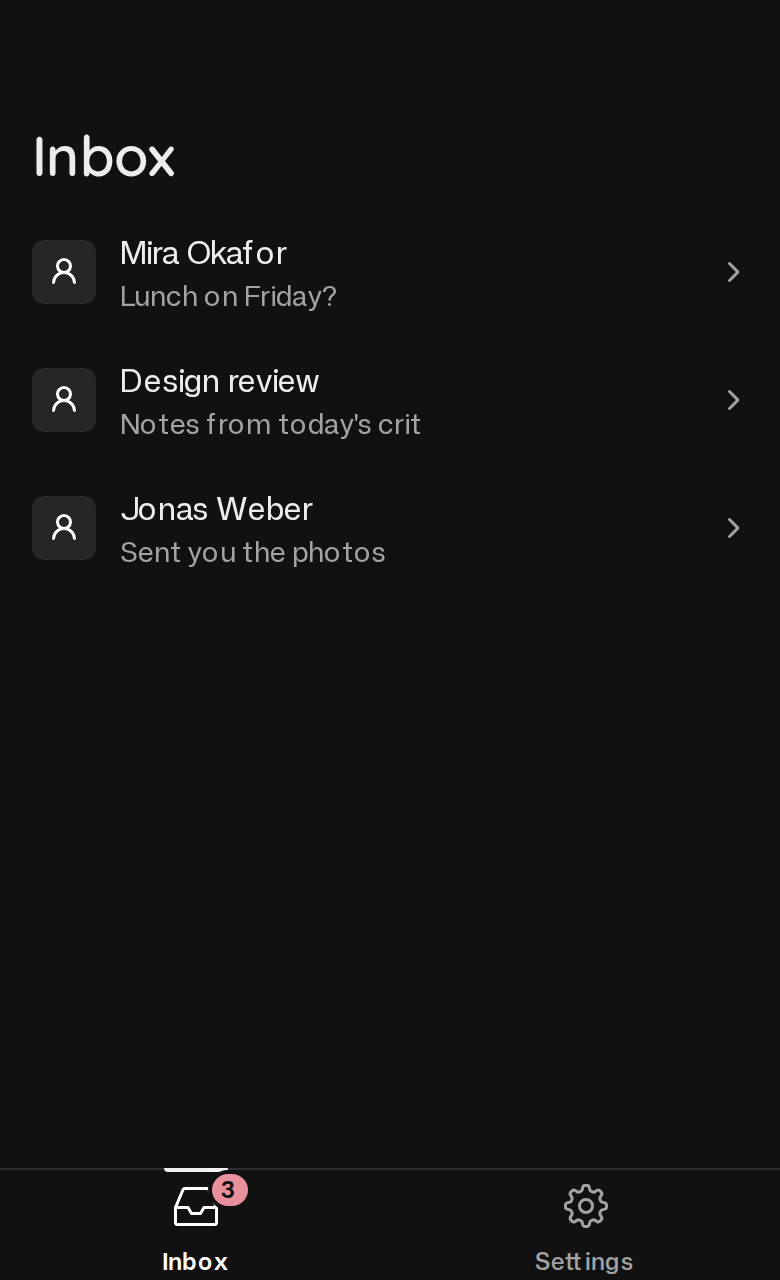 Inbox
Mira Okafor
Lunch on Friday?
Design review
Notes from today's crit
Jonas Weber
Sent you the photos
3
Inbox
Settings